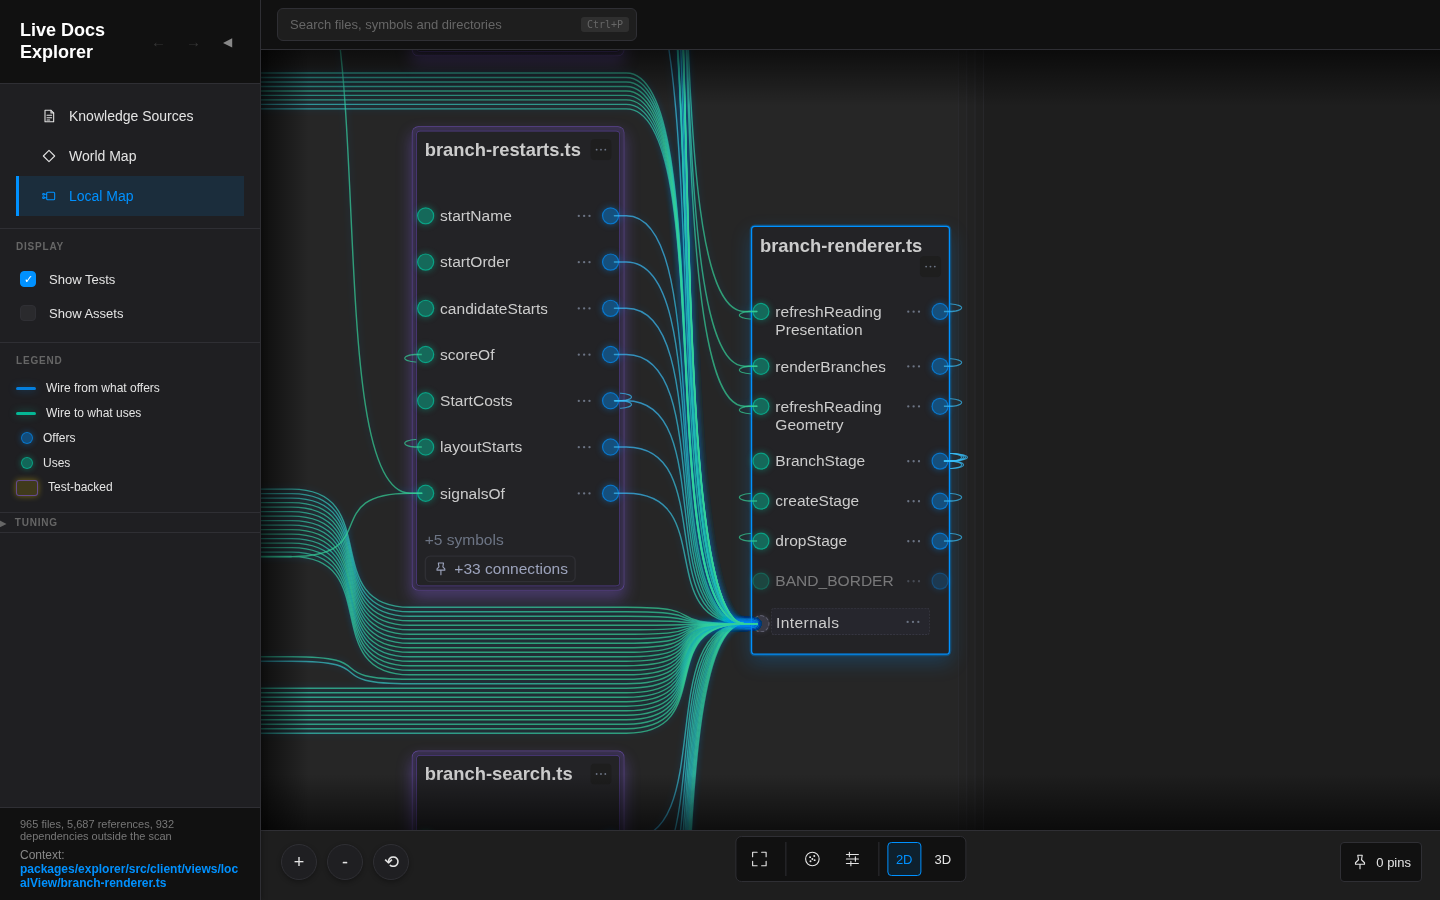 Live Docs
Explorer
Search files, symbols and directories
Ctrl+P
Knowledge Sources
World Map
Local Map
DISPLAY
Show Tests
Show Assets
LEGEND
Wire from what offers
Wire to what uses
Offers
Uses
Test-backed
TUNING
965 files, 5,687 references, 932
dependencies outside the scan
Context:
packages/explorer/src/client/views/loc
alView/branch-renderer.ts
branch-restarts.ts
startName
startOrder
candidateStarts
scoreOf
StartCosts
layoutStarts
signalsOf
+5 symbols
+33 connections
branch-search.ts
branch-renderer.ts
refreshReading
Presentation
renderBranches
refreshReading
Geometry
BranchStage
createStage
dropStage
BAND_BORDER
Internals
+
-
2D
3D
0 pins